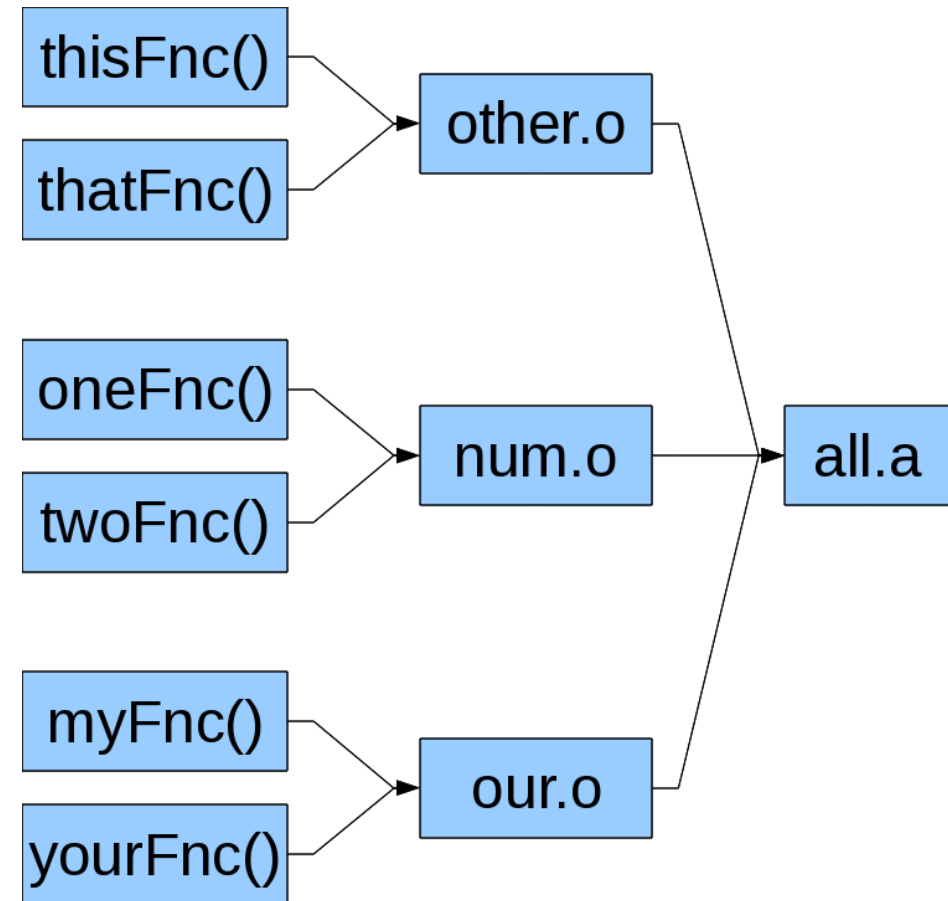 thisFnc()
thatFnc()
other.o
oneFnc()
twoFnc()
num.o
myFnc()
yourFnc()
our.o
all.a